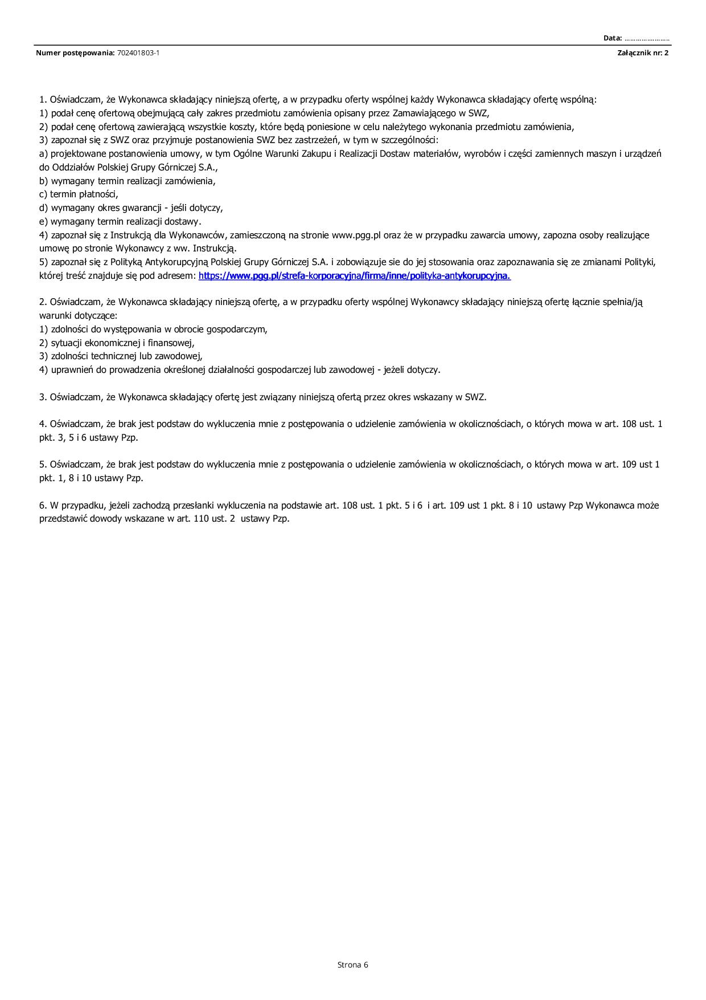 Data: ........................
Numer postępowania: 702401803-1 Załącznik nr: 2
1. Oświadczam, że Wykonawca składający niniejszą ofertę, a w przypadku oferty wspólnej każdy Wykonawca składający ofertę wspólną:
1) podał cenę ofertową obejmującą cały zakres przedmiotu zamówienia opisany przez Zamawiającego w SWZ,
2) podał cenę ofertową zawierającą wszystkie koszty, które będą poniesione w celu należytego wykonania przedmiotu zamówienia,
3) zapoznał się z SWZ oraz przyjmuje postanowienia SWZ bez zastrzeżeń, w tym w szczególności:
a) projektowane postanowienia umowy, w tym Ogólne Warunki Zakupu i Realizacji Dostaw materiałów, wyrobów i części zamiennych maszyn i urządzeń
do Oddziałów Polskiej Grupy Górniczej S.A.,
b) wymagany termin realizacji zamówienia,
c) termin płatności,
d) wymagany okres gwarancji - jeśli dotyczy,
e) wymagany termin realizacji dostawy.
4) zapoznał się z Instrukcją dla Wykonawców, zamieszczoną na stronie www.pgg.pl oraz że w przypadku zawarcia umowy, zapozna osoby realizujące
umowę po stronie Wykonawcy z ww. Instrukcją.
5) zapoznał się z Polityką Antykorupcyjną Polskiej Grupy Górniczej S.A. i zobowiązuje sie do jej stosowania oraz zapoznawania się ze zmianami Polityki,
której treść znajduje się pod adresem: https://www.pgg.pl/strefa-korporacyjna/firma/inne/polityka-antykorupcyjna.
2. Oświadczam, że Wykonawca składający niniejszą ofertę, a w przypadku oferty wspólnej Wykonawcy składający niniejszą ofertę łącznie spełnia/ją
warunki dotyczące:
1) zdolności do występowania w obrocie gospodarczym,
2) sytuacji ekonomicznej i finansowej,
3) zdolności technicznej lub zawodowej,
4) uprawnień do prowadzenia określonej działalności gospodarczej lub zawodowej - jeżeli dotyczy.
3. Oświadczam, że Wykonawca składający ofertę jest związany niniejszą ofertą przez okres wskazany w SWZ.
4. Oświadczam, że brak jest podstaw do wykluczenia mnie z postępowania o udzielenie zamówienia w okolicznościach, o których mowa w art. 108 ust. 1
pkt. 3, 5 i 6 ustawy Pzp.
5. Oświadczam, że brak jest podstaw do wykluczenia mnie z postępowania o udzielenie zamówienia w okolicznościach, o których mowa w art. 109 ust 1
pkt. 1, 8 i 10 ustawy Pzp.
6. W przypadku, jeżeli zachodzą przesłanki wykluczenia na podstawie art. 108 ust. 1 pkt. 5 i 6 i art. 109 ust 1 pkt. 8 i 10 ustawy Pzp Wykonawca może
przedstawić dowody wskazane w art. 110 ust. 2 ustawy Pzp.
Strona 6